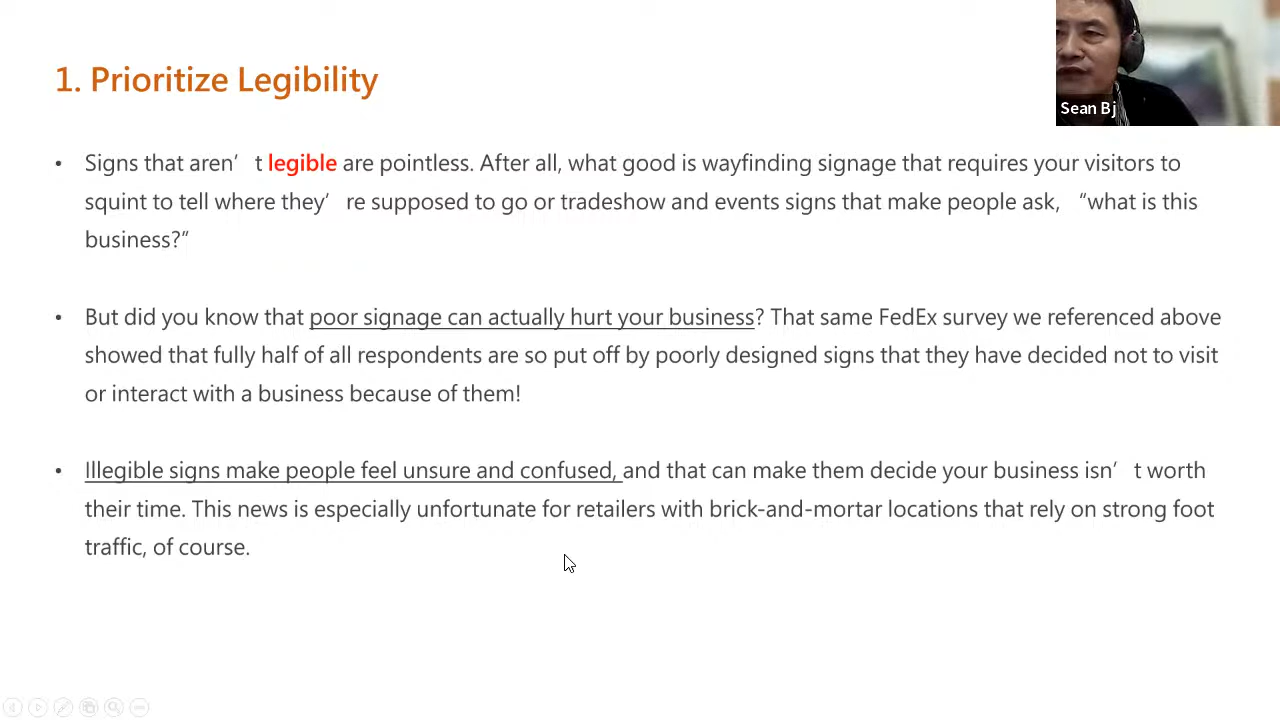 1. Prioritize Legibility
Sean Bj
• Signs that aren’ t legible are pointless. After all, what good is wayfinding signage that requires your visitors to
squint to tell where they’ re supposed to go or tradeshow and events signs that make people ask, “what is this
business?”
• But did you know that poor signage can actually hurt your business? That same FedEx survey we referenced above
showed that fully half of all respondents are so put off by poorly designed signs that they have decided not to visit
or interact with a business because of them!
• Illegible signs make people feel unsure and confused, and that can make them decide your business isn’ t worth
their time. This news is especially unfortunate for retailers with brick-and-mortar locations that rely on strong foot
traffic, of course.